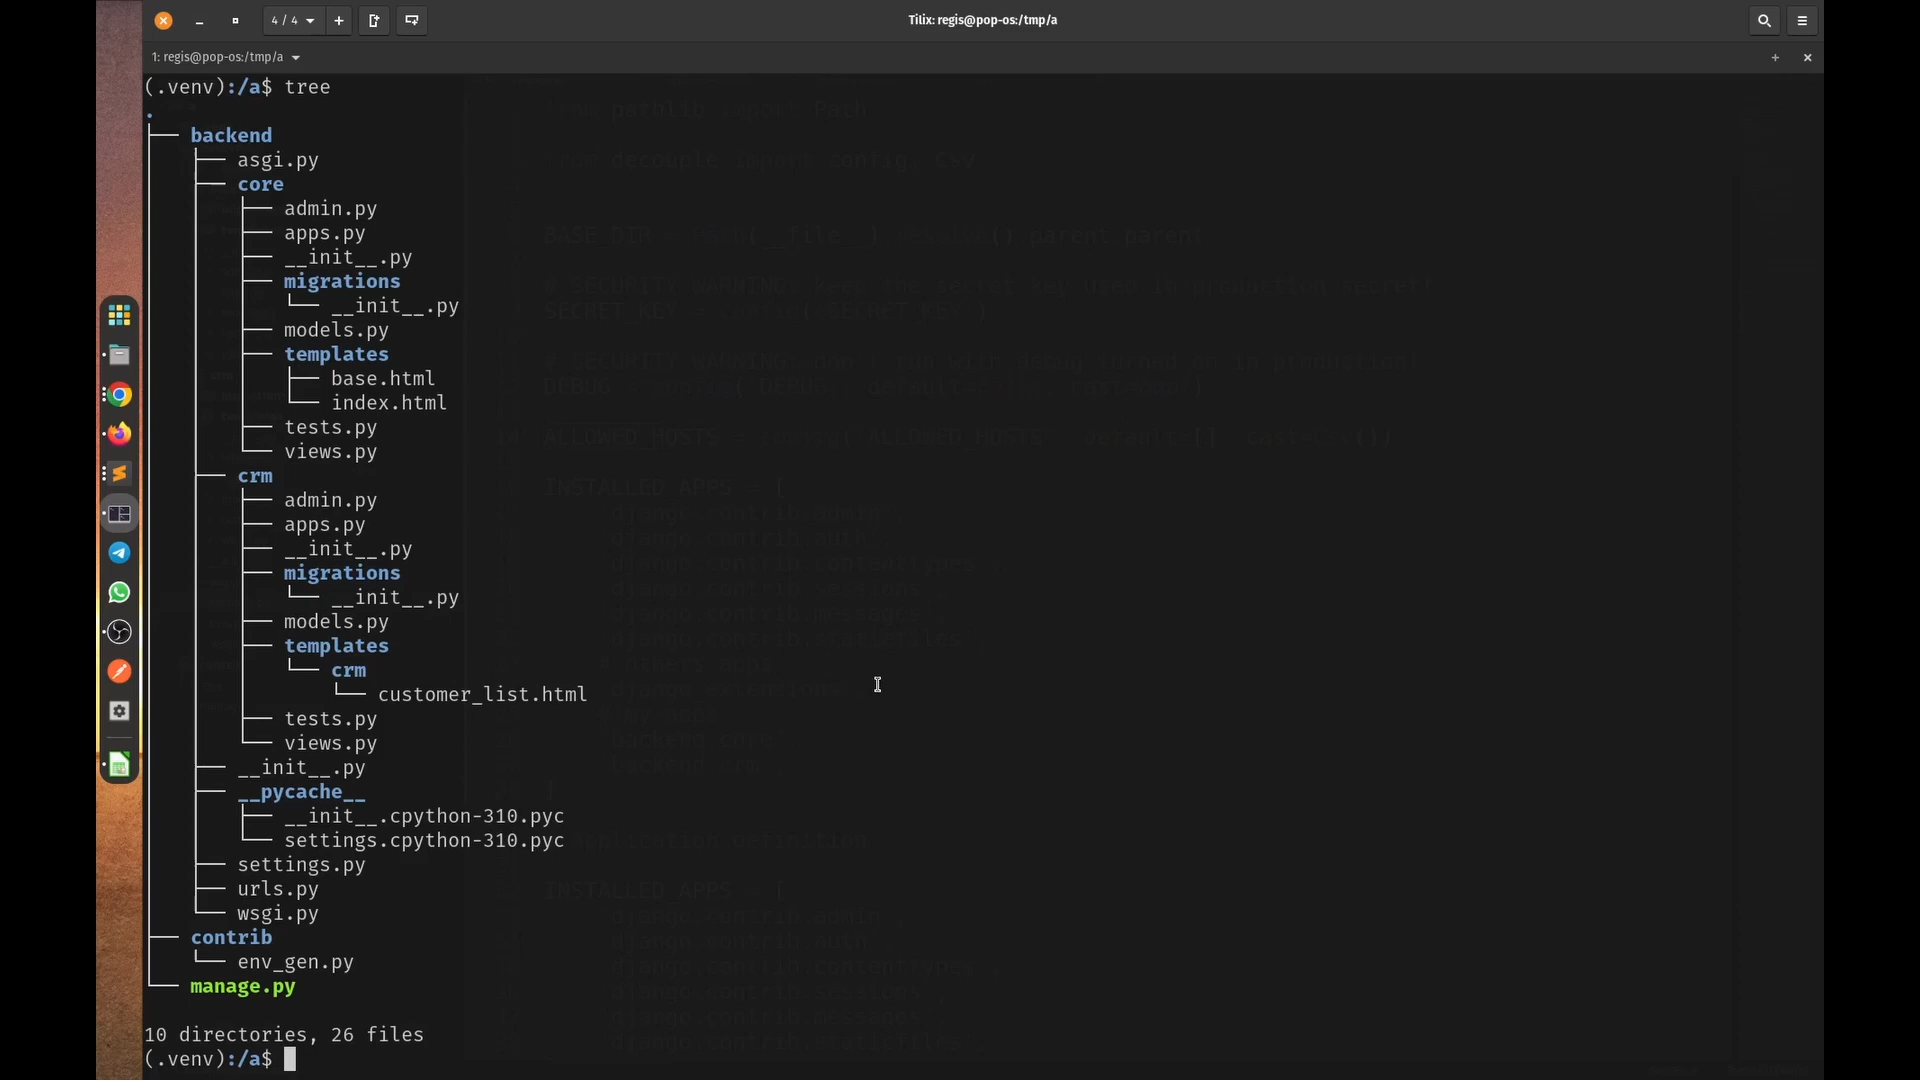 4 / 4
Tilix: regis@pop-os:/tmp/a
1: regis@pop-os:/tmp/a
(.venv):/a$ tree
.
├── backend
│   ├── asgi.py
│   ├── core
│   │   ├── admin.py
│   │   ├── apps.py
│   │   ├── __init__.py
│   │   ├── migrations
│   │   │   └── __init__.py
│   │   ├── models.py
│   │   ├── templates
│   │   │   ├── base.html
│   │   │   └── index.html
│   │   ├── tests.py
│   │   └── views.py
│   ├── crm
│   │   ├── admin.py
│   │   ├── apps.py
│   │   ├── __init__.py
│   │   ├── migrations
│   │   │   └── __init__.py
│   │   ├── models.py
│   │   ├── templates
│   │   │   └── crm
│   │   │       └── customer_list.html
│   │   ├── tests.py
│   │   └── views.py
│   ├── __init__.py
│   ├── __pycache__
│   │   ├── __init__.cpython-310.pyc
│   │   └── settings.cpython-310.pyc
│   ├── settings.py
│   ├── urls.py
│   └── wsgi.py
├── contrib
│   └── env_gen.py
└── manage.py
10 directories, 26 files
(.venv):/a$